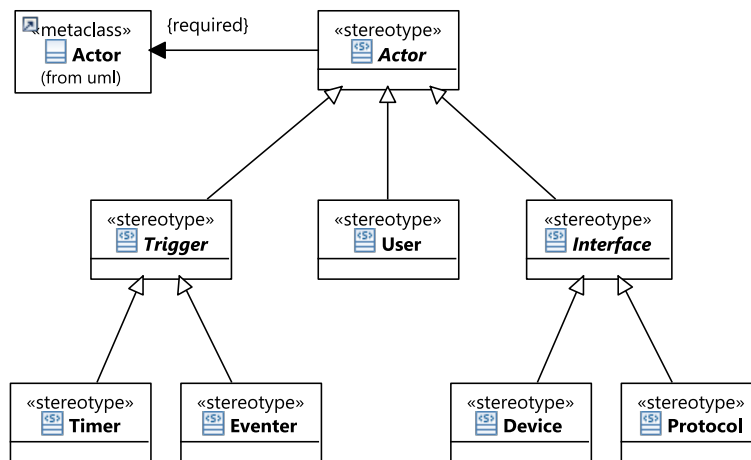 «metaclass»
Actor
(from uml)
{required}
«stereotype»
Actor
«stereotype»
Trigger
«stereotype»
User
«stereotype»
Interface
«stereotype»
Timer
«stereotype»
Eventer
«stereotype»
Device
«stereotype»
Protocol